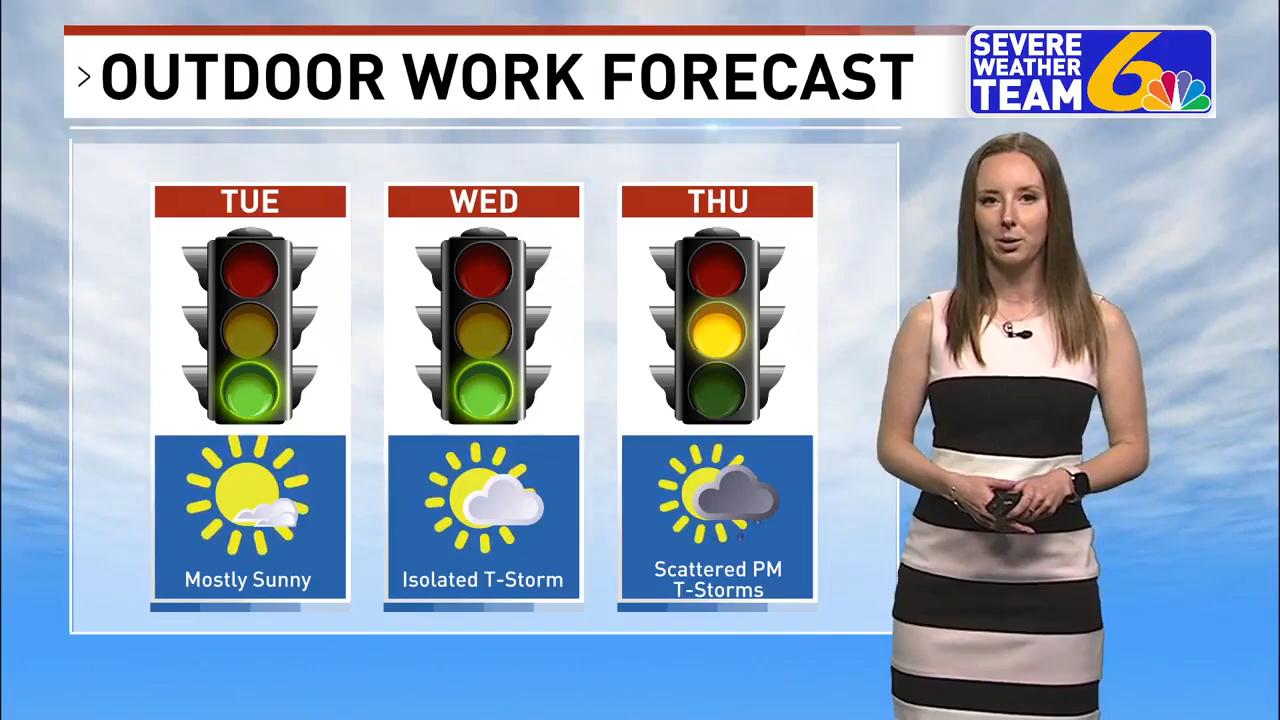 OUTDOOR WORK FORECAST
SEVERE
WEATHER
TEAM 6
TUE
WED
THU
Mostly Sunny
Isolated T-Storm
Scattered PM
T-Storms